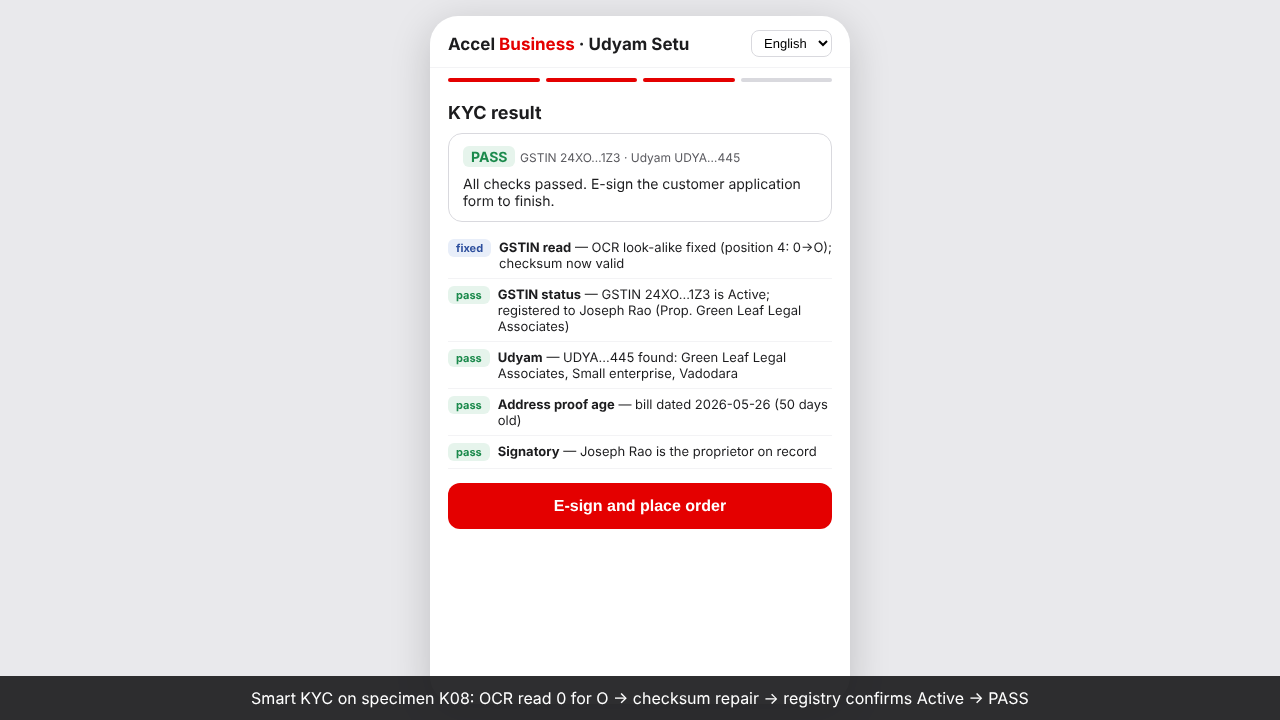 Accel Business · Udyam Setu
English
KYC result
PASS GSTIN 24XO…1Z3 · Udyam UDYA…445
All checks passed. E-sign the customer application
form to finish.
fixed GSTIN read — OCR look-alike fixed (position 4: 0→O);
checksum now valid
pass GSTIN status — GSTIN 24XO…1Z3 is Active;
registered to Joseph Rao (Prop. Green Leaf Legal
Associates)
pass Udyam — UDYA…445 found: Green Leaf Legal
Associates, Small enterprise, Vadodara
pass Address proof age — bill dated 2026-05-26 (50 days
old)
pass Signatory — Joseph Rao is the proprietor on record
E-sign and place order
Smart KYC on specimen K08: OCR read 0 for O → checksum repair → registry confirms Active → PASS